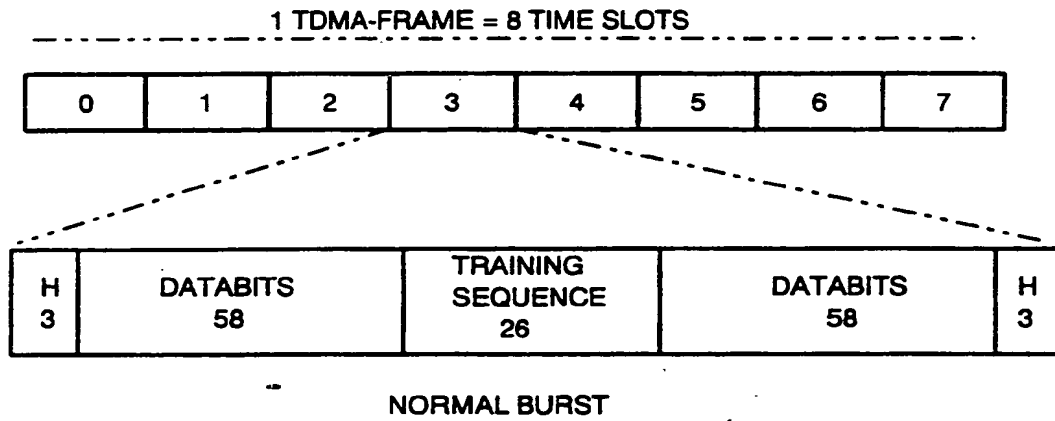 1 TDMA-FRAME = 8 TIME SLOTS
0 1 2 3 4 5 6 7
H 3
DATABITS 58
TRAINING SEQUENCE 26
DATABITS 58
H 3
NORMAL BURST